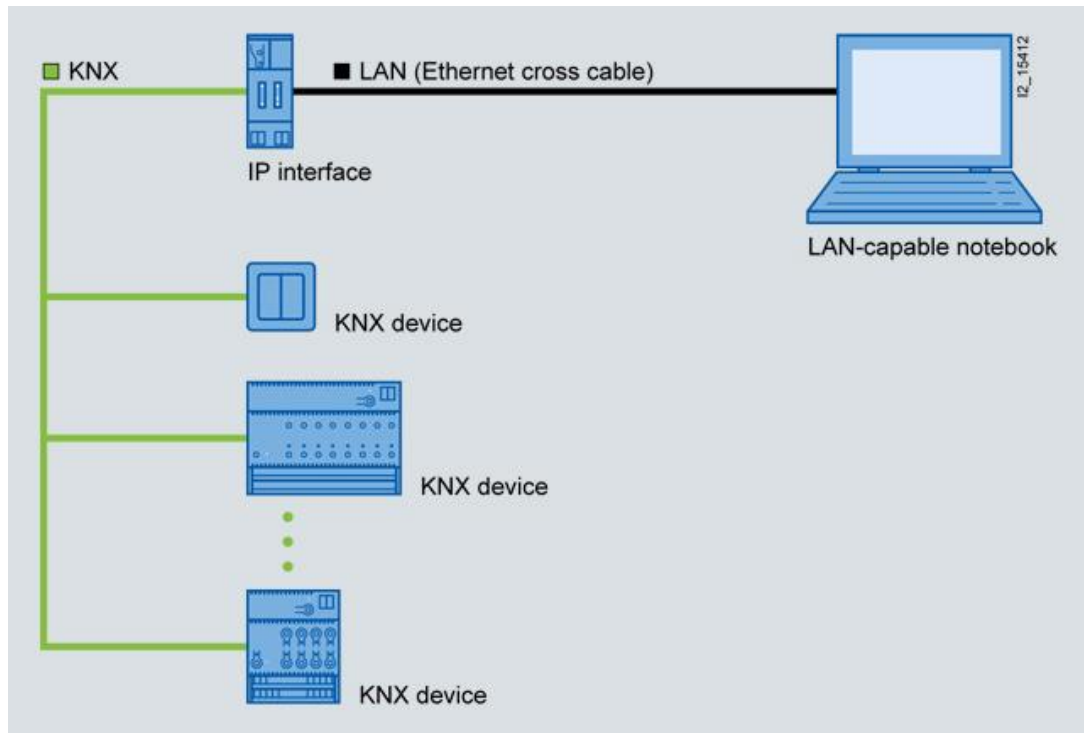 KNX
LAN (Ethernet cross cable)
I2_15412
IP interface
LAN-capable notebook
KNX device
KNX device
KNX device